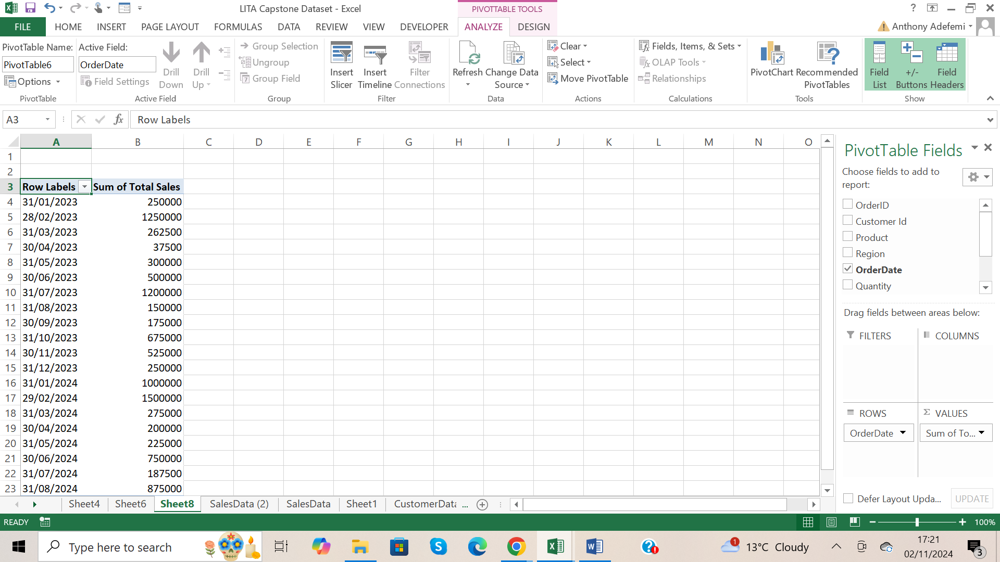 LITA Capstone Dataset - Excel
PIVOTTABLE TOOLS
?
FILE HOME INSERT PAGE LAYOUT FORMULAS DATA REVIEW VIEW DEVELOPER ANALYZE DESIGN
Anthony Adefemi
PivotTable Name:
PivotTable6
Options
PivotTable
Active Field:
OrderDate
Field Settings
Drill Down
Drill Up
Active Field
Group Selection
Ungroup
Group Field
Group
Insert Slicer
Insert Timeline
Filter Connections
Filter
Refresh
Change Data Source
Data
Clear
Select
Move PivotTable
Actions
Fields, Items, & Sets
OLAP Tools
Relationships
Calculations
PivotChart
Recommended PivotTables
Tools
Field List
+/- Buttons
Field Headers
Show
A3
fx
Row Labels
A B C D E F G H I J K L M N O
1
2
3 Row Labels Sum of Total Sales
4 31/01/2023 250000
5 28/02/2023 1250000
6 31/03/2023 262500
7 30/04/2023 37500
8 31/05/2023 300000
9 30/06/2023 500000
10 31/07/2023 1200000
11 31/08/2023 150000
12 30/09/2023 175000
13 31/10/2023 675000
14 30/11/2023 525000
15 31/12/2023 250000
16 31/01/2024 1000000
17 29/02/2024 1500000
18 31/03/2024 275000
19 30/04/2024 200000
20 31/05/2024 225000
21 30/06/2024 750000
22 31/07/2024 187500
23 31/08/2024 875000
PivotTable Fields
Choose fields to add to
report:
OrderID
Customer Id
Product
Region
OrderDate
Quantity
Drag fields between areas below:
FILTERS
COLUMNS
ROWS
VALUES
OrderDate
Sum of To...
Defer Layout Upda...
UPDATE
Sheet4 Sheet6 Sheet8 SalesData (2) SalesData Sheet1 CustomerData ...
READY
100%
Type here to search
1
13°C Cloudy
17:21
02/11/2024
3